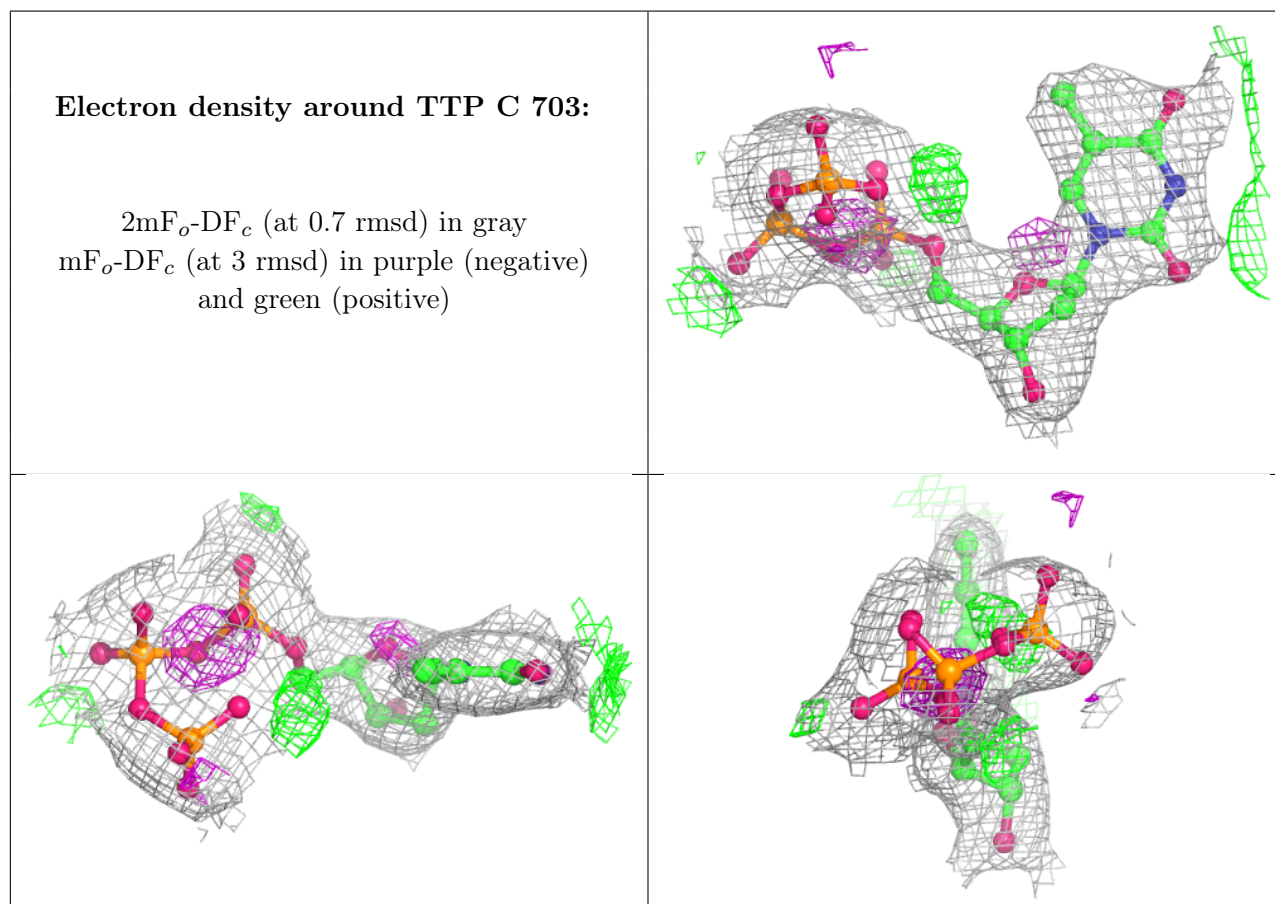 Electron density around TTP C 703:
2mFo-DFc (at 0.7 rmsd) in gray
mFo-DFc (at 3 rmsd) in purple (negative)
and green (positive)